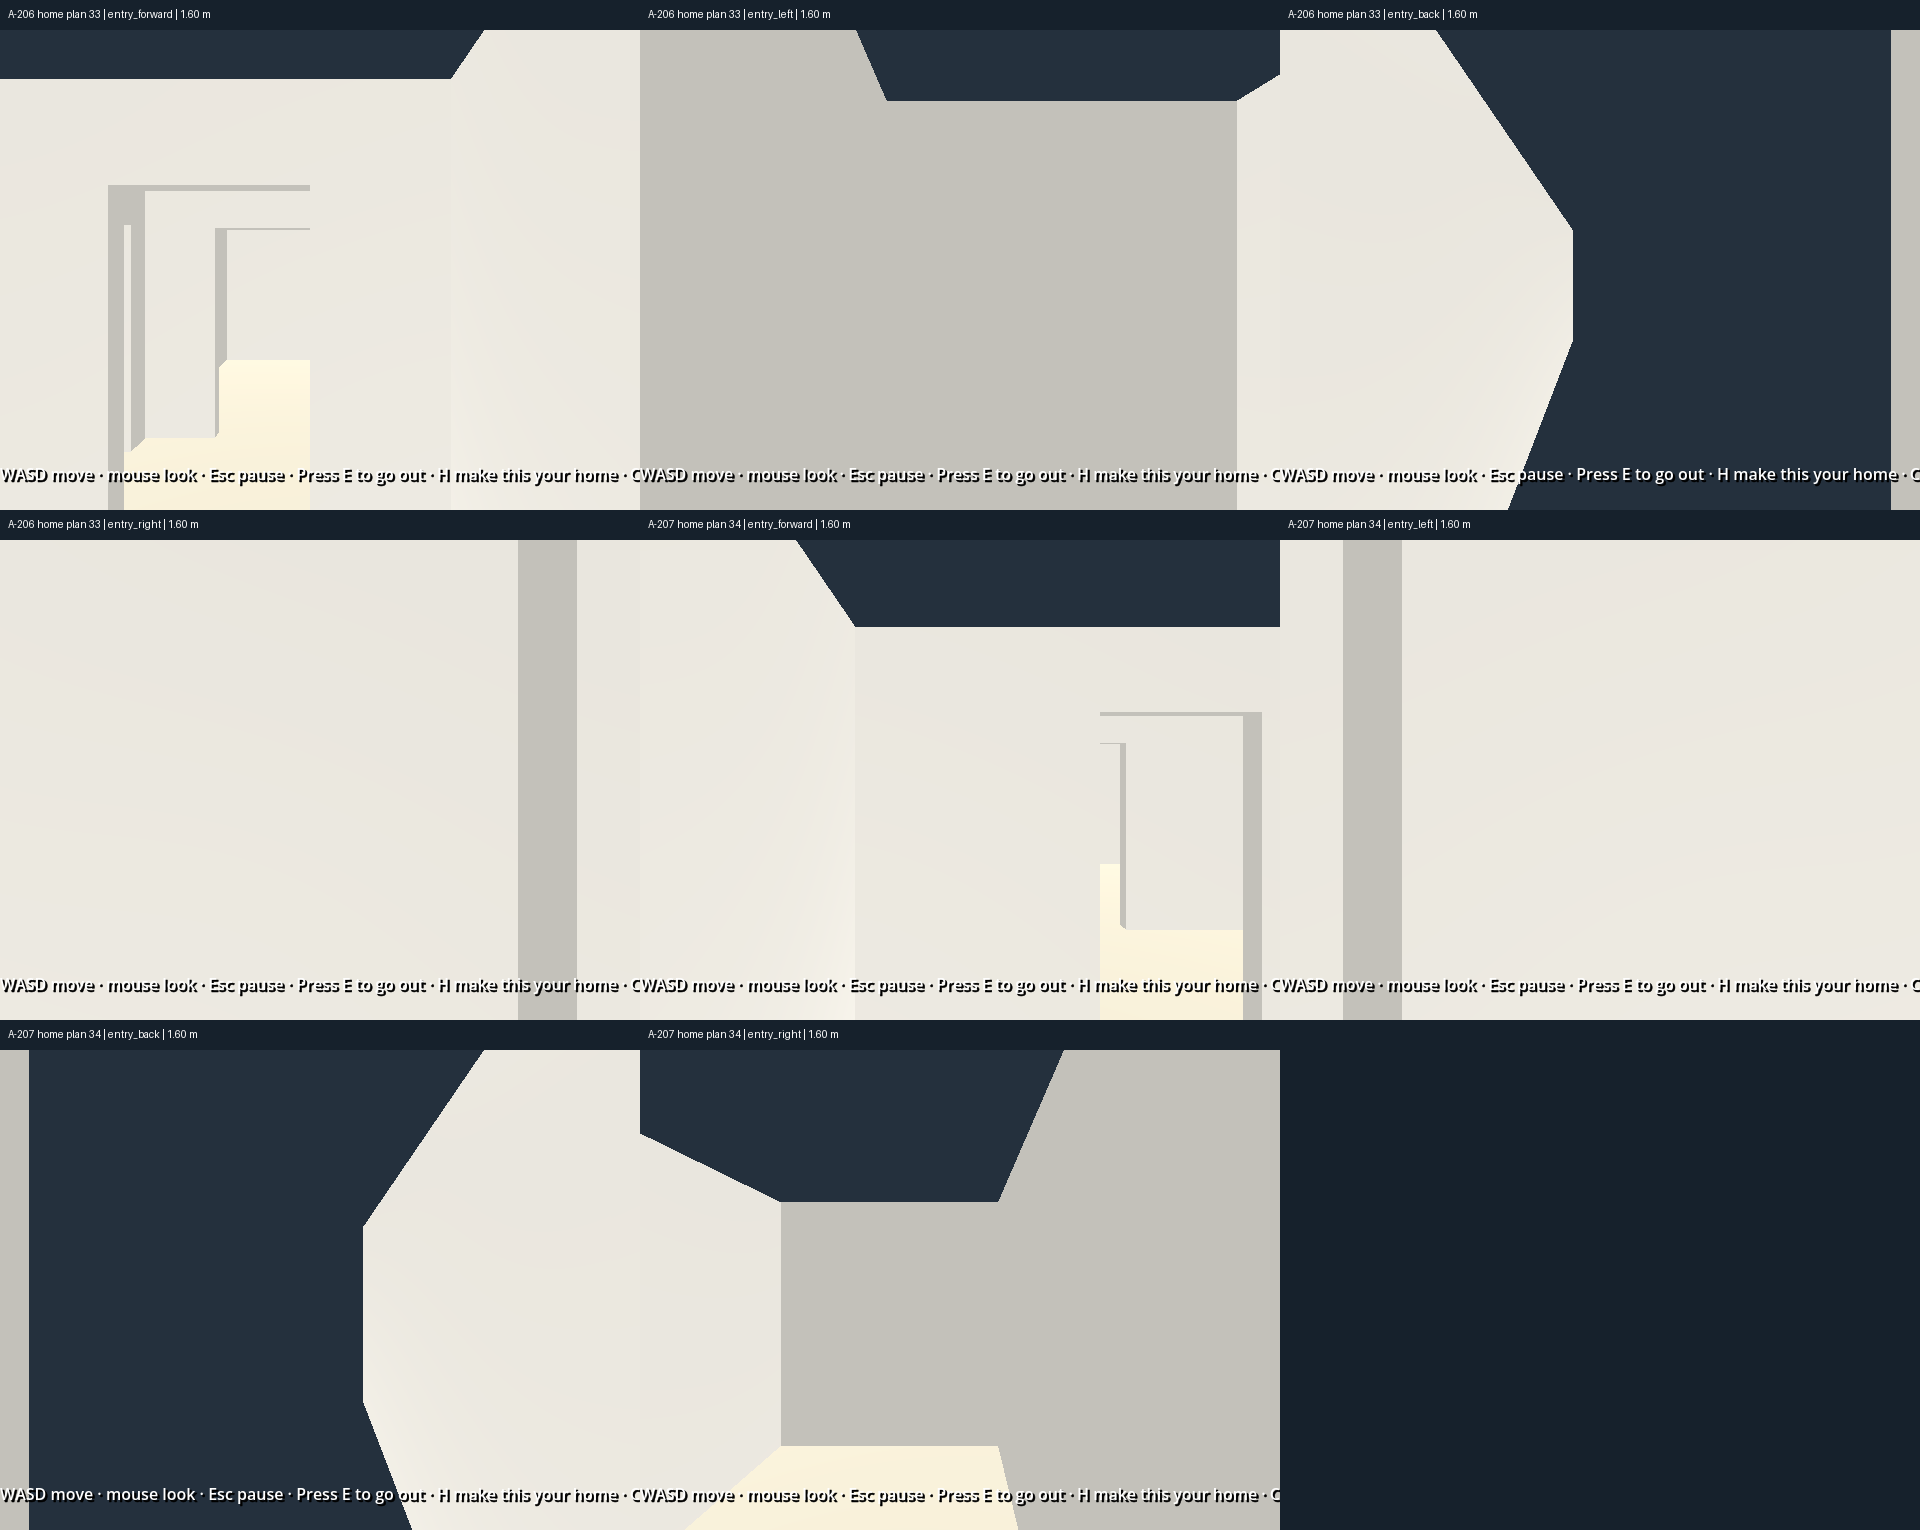 A-206 home plan 33 | entry_forward | 1.60 m
A-206 home plan 33 | entry_left | 1.60 m
A-206 home plan 33 | entry_back | 1.60 m
WASD move · mouse look · Esc pause · Press E to go out · H make this your home · C
WASD move · mouse look · Esc pause · Press E to go out · H make this your home · C
WASD move · mouse look · Esc pause · Press E to go out · H make this your home · C
A-206 home plan 33 | entry_right | 1.60 m
A-207 home plan 34 | entry_forward | 1.60 m
A-207 home plan 34 | entry_left | 1.60 m
WASD move · mouse look · Esc pause · Press E to go out · H make this your home · C
WASD move · mouse look · Esc pause · Press E to go out · H make this your home · C
WASD move · mouse look · Esc pause · Press E to go out · H make this your home · C
A-207 home plan 34 | entry_back | 1.60 m
A-207 home plan 34 | entry_right | 1.60 m
WASD move · mouse look · Esc pause · Press E to go out · H make this your home · C
WASD move · mouse look · Esc pause · Press E to go out · H make this your home · C